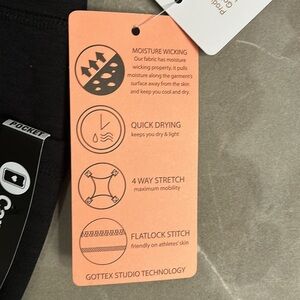 MOISTURE WICKING
Our fabric has moisture
wicking property, it pulls
moisture along the garment's
surface away from the skin
and keep you cool and dry.
QUICK DRYING
keeps you dry & light
4 WAY STRETCH
maximum mobility
FLATLOCK STITCH
friendly on athletes' skin
GOTTEX STUDIO TECHNOLOGY
POCKET